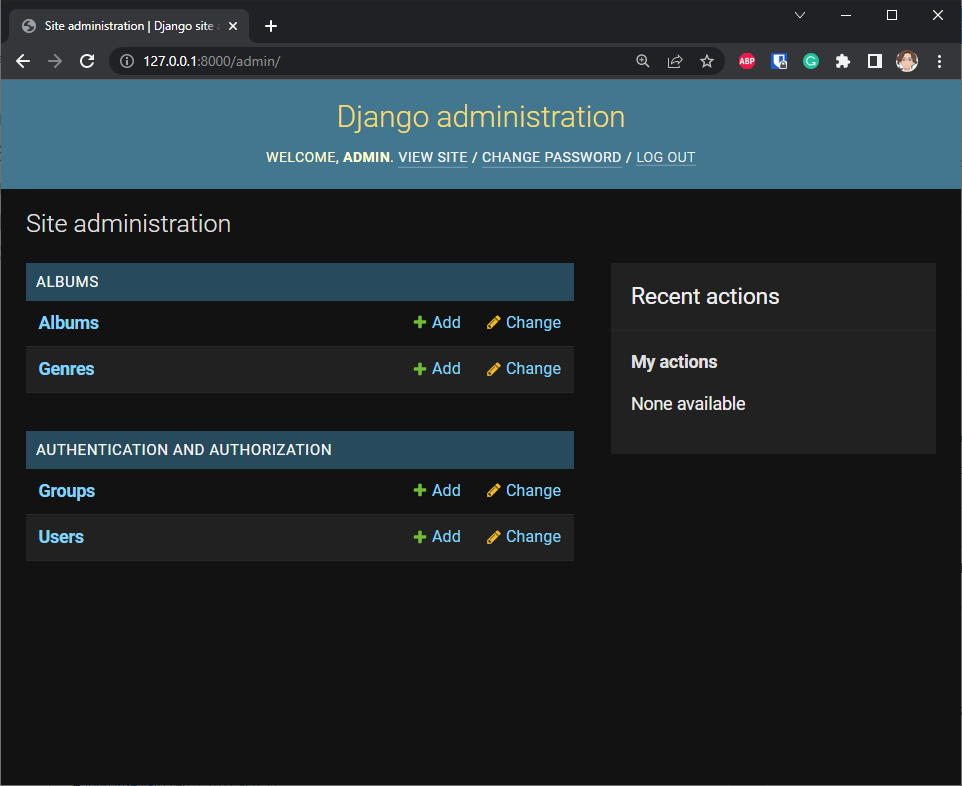 Site administration | Django site
127.0.0.1:8000/admin/
ABP
G
Django administration
WELCOME, ADMIN. VIEW SITE / CHANGE PASSWORD / LOG OUT
Site administration
ALBUMS
Albums Add Change
Genres Add Change
AUTHENTICATION AND AUTHORIZATION
Groups Add Change
Users Add Change
Recent actions
My actions
None available